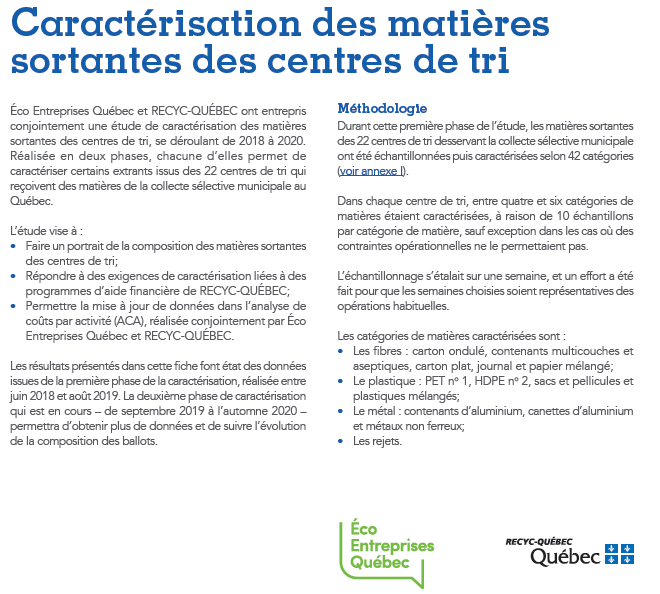 Caractérisation des matières
sortantes des centres de tri
Éco Entreprises Québec et RECYC-QUÉBEC ont entrepris
conjointement une étude de caractérisation des matières
sortantes des centres de tri, se déroulant de 2018 à 2020.
Réalisée en deux phases, chacune d'elles permet de
caractériser certains extrants issus des 22 centres de tri qui
reçoivent des matières de la collecte sélective municipale au
Québec.
L'étude vise à :
• Faire un portrait de la composition des matières sortantes
des centres de tri;
• Répondre à des exigences de caractérisation liées à des
programmes d'aide financière de RECYC-QUÉBEC;
• Permettre la mise à jour de données dans l'analyse de
coûts par activité (ACA), réalisée conjointement par Éco
Entreprises Québec et RECYC-QUÉBEC.
Les résultats présentés dans cette fiche font état des données
issues de la première phase de la caractérisation, réalisée entre
juin 2018 et août 2019. La deuxième phase de caractérisation
qui est en cours – de septembre 2019 à l'automne 2020 –
permettra d'obtenir plus de données et de suivre l'évolution
de la composition des ballots.
Méthodologie
Durant cette première phase de l'étude, les matières sortantes
des 22 centres de tri desservant la collecte sélective municipale
ont été échantillonnées puis caractérisées selon 42 catégories
(voir annexe I).
Dans chaque centre de tri, entre quatre et six catégories de
matières étaient caractérisées, à raison de 10 échantillons
par catégorie de matière, sauf exception dans les cas où des
contraintes opérationnelles ne le permettaient pas.
L'échantillonnage s'étalait sur une semaine, et un effort a été
fait pour que les semaines choisies soient représentatives des
opérations habituelles.
Les catégories de matières caractérisées sont :
• Les fibres : carton ondulé, contenants multicouches et
aseptiques, carton plat, journal et papier mélangé;
• Le plastique : PET nº 1, HDPE nº 2, sacs et pellicules et
plastiques mélangés;
• Le métal : contenants d'aluminium, canettes d'aluminium
et métaux non ferreux;
• Les rejets.
Éco
Entreprises
Québec
RECYC-QUÉBEC
Québec